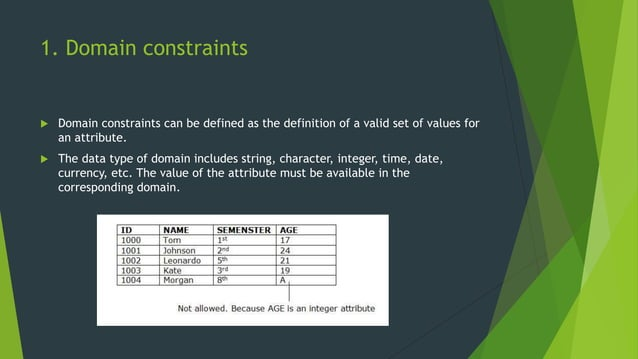 1. Domain constraints
Domain constraints can be defined as the definition of a valid set of values for
an attribute.
The data type of domain includes string, character, integer, time, date,
currency, etc. The value of the attribute must be available in the
corresponding domain.
ID NAME SEMENSTER AGE
1000 Tom 1st 17
1001 Johnson 2nd 24
1002 Leonardo 5th 21
1003 Kate 3rd 19
1004 Morgan 8th A
Not allowed. Because AGE is an integer attribute